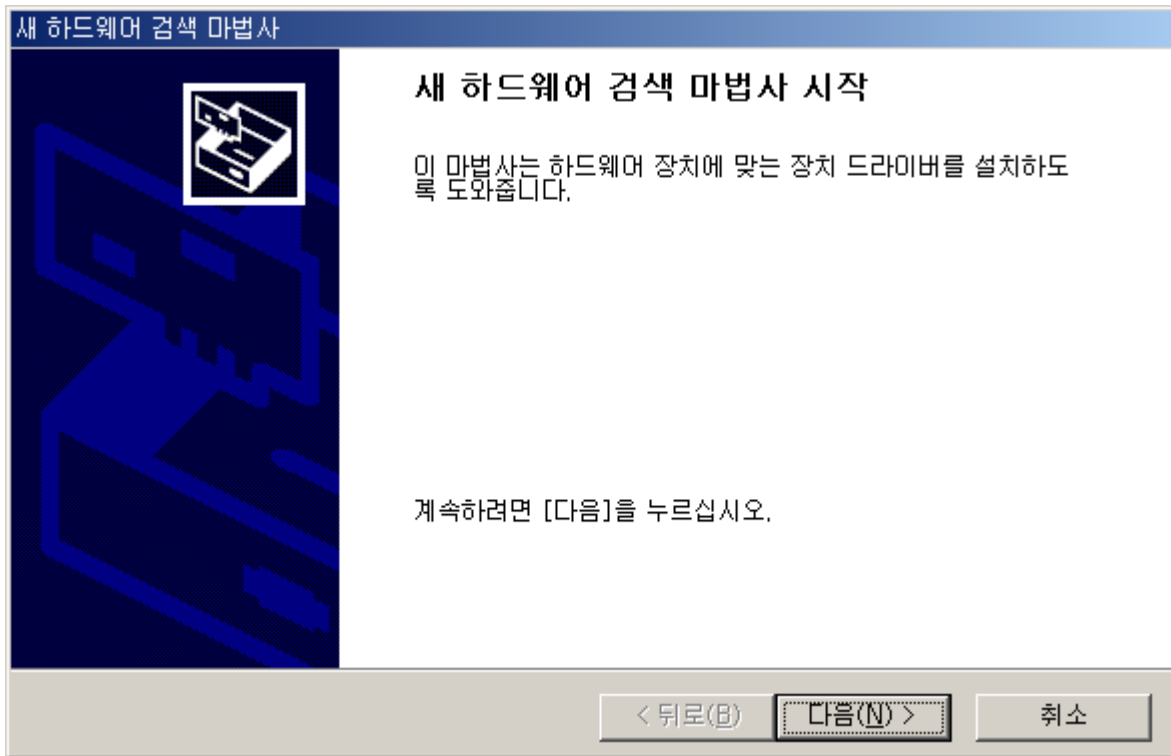 새 하드웨어 검색 마법사
새 하드웨어 검색 마법사 시작
이 마법사는 하드웨어 장치에 맞는 장치 드라이버를 설치하도
록 도와줍니다.
계속하려면 [다음]을 누르십시오.
< 뒤로(B) 다음(N) > 취소